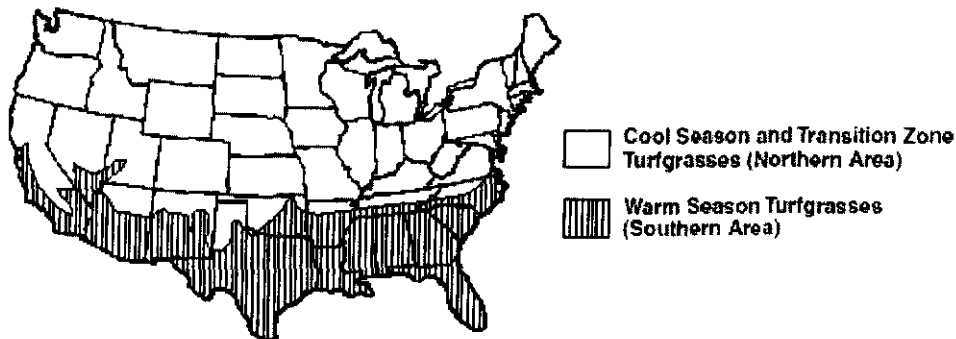 Cool Season and Transition Zone
Turfgrasses (Northern Area)
Warm Season Turfgrasses
(Southern Area)